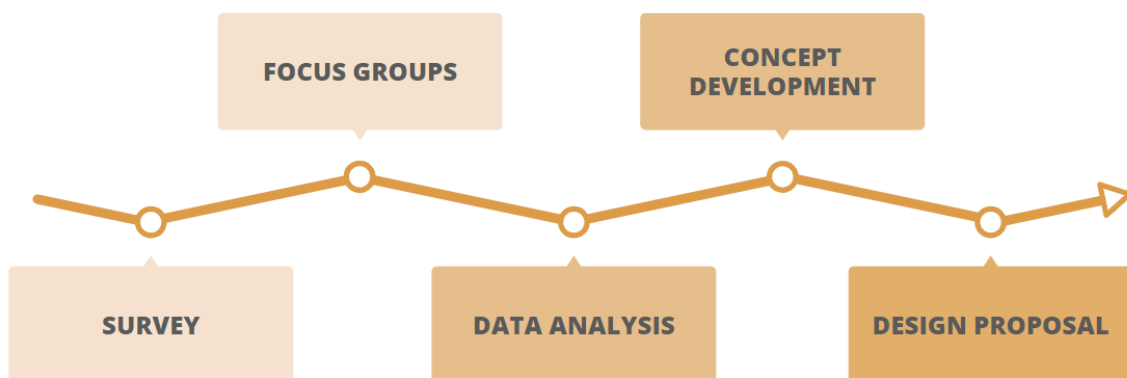 SURVEY
FOCUS GROUPS
DATA ANALYSIS
CONCEPT
DEVELOPMENT
DESIGN PROPOSAL